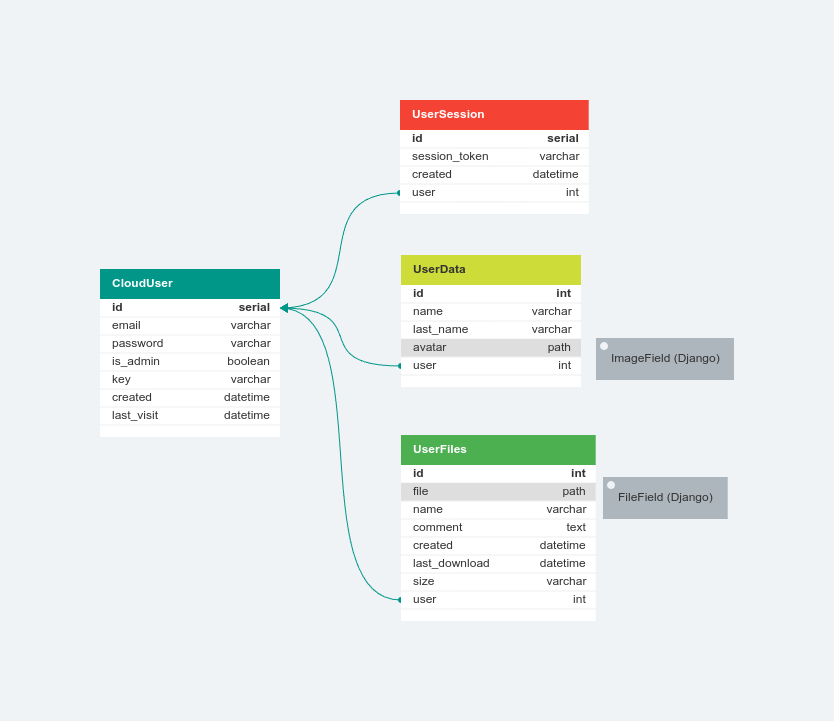 UserSession
id serial
session_token varchar
created datetime
user int
UserData
id int
name varchar
last_name varchar
avatar path
user int
ImageField (Django)
CloudUser
id serial
email varchar
password varchar
is_admin boolean
key varchar
created datetime
last_visit datetime
UserFiles
id int
file path
name varchar
comment text
created datetime
last_download datetime
size varchar
user int
FileField (Django)